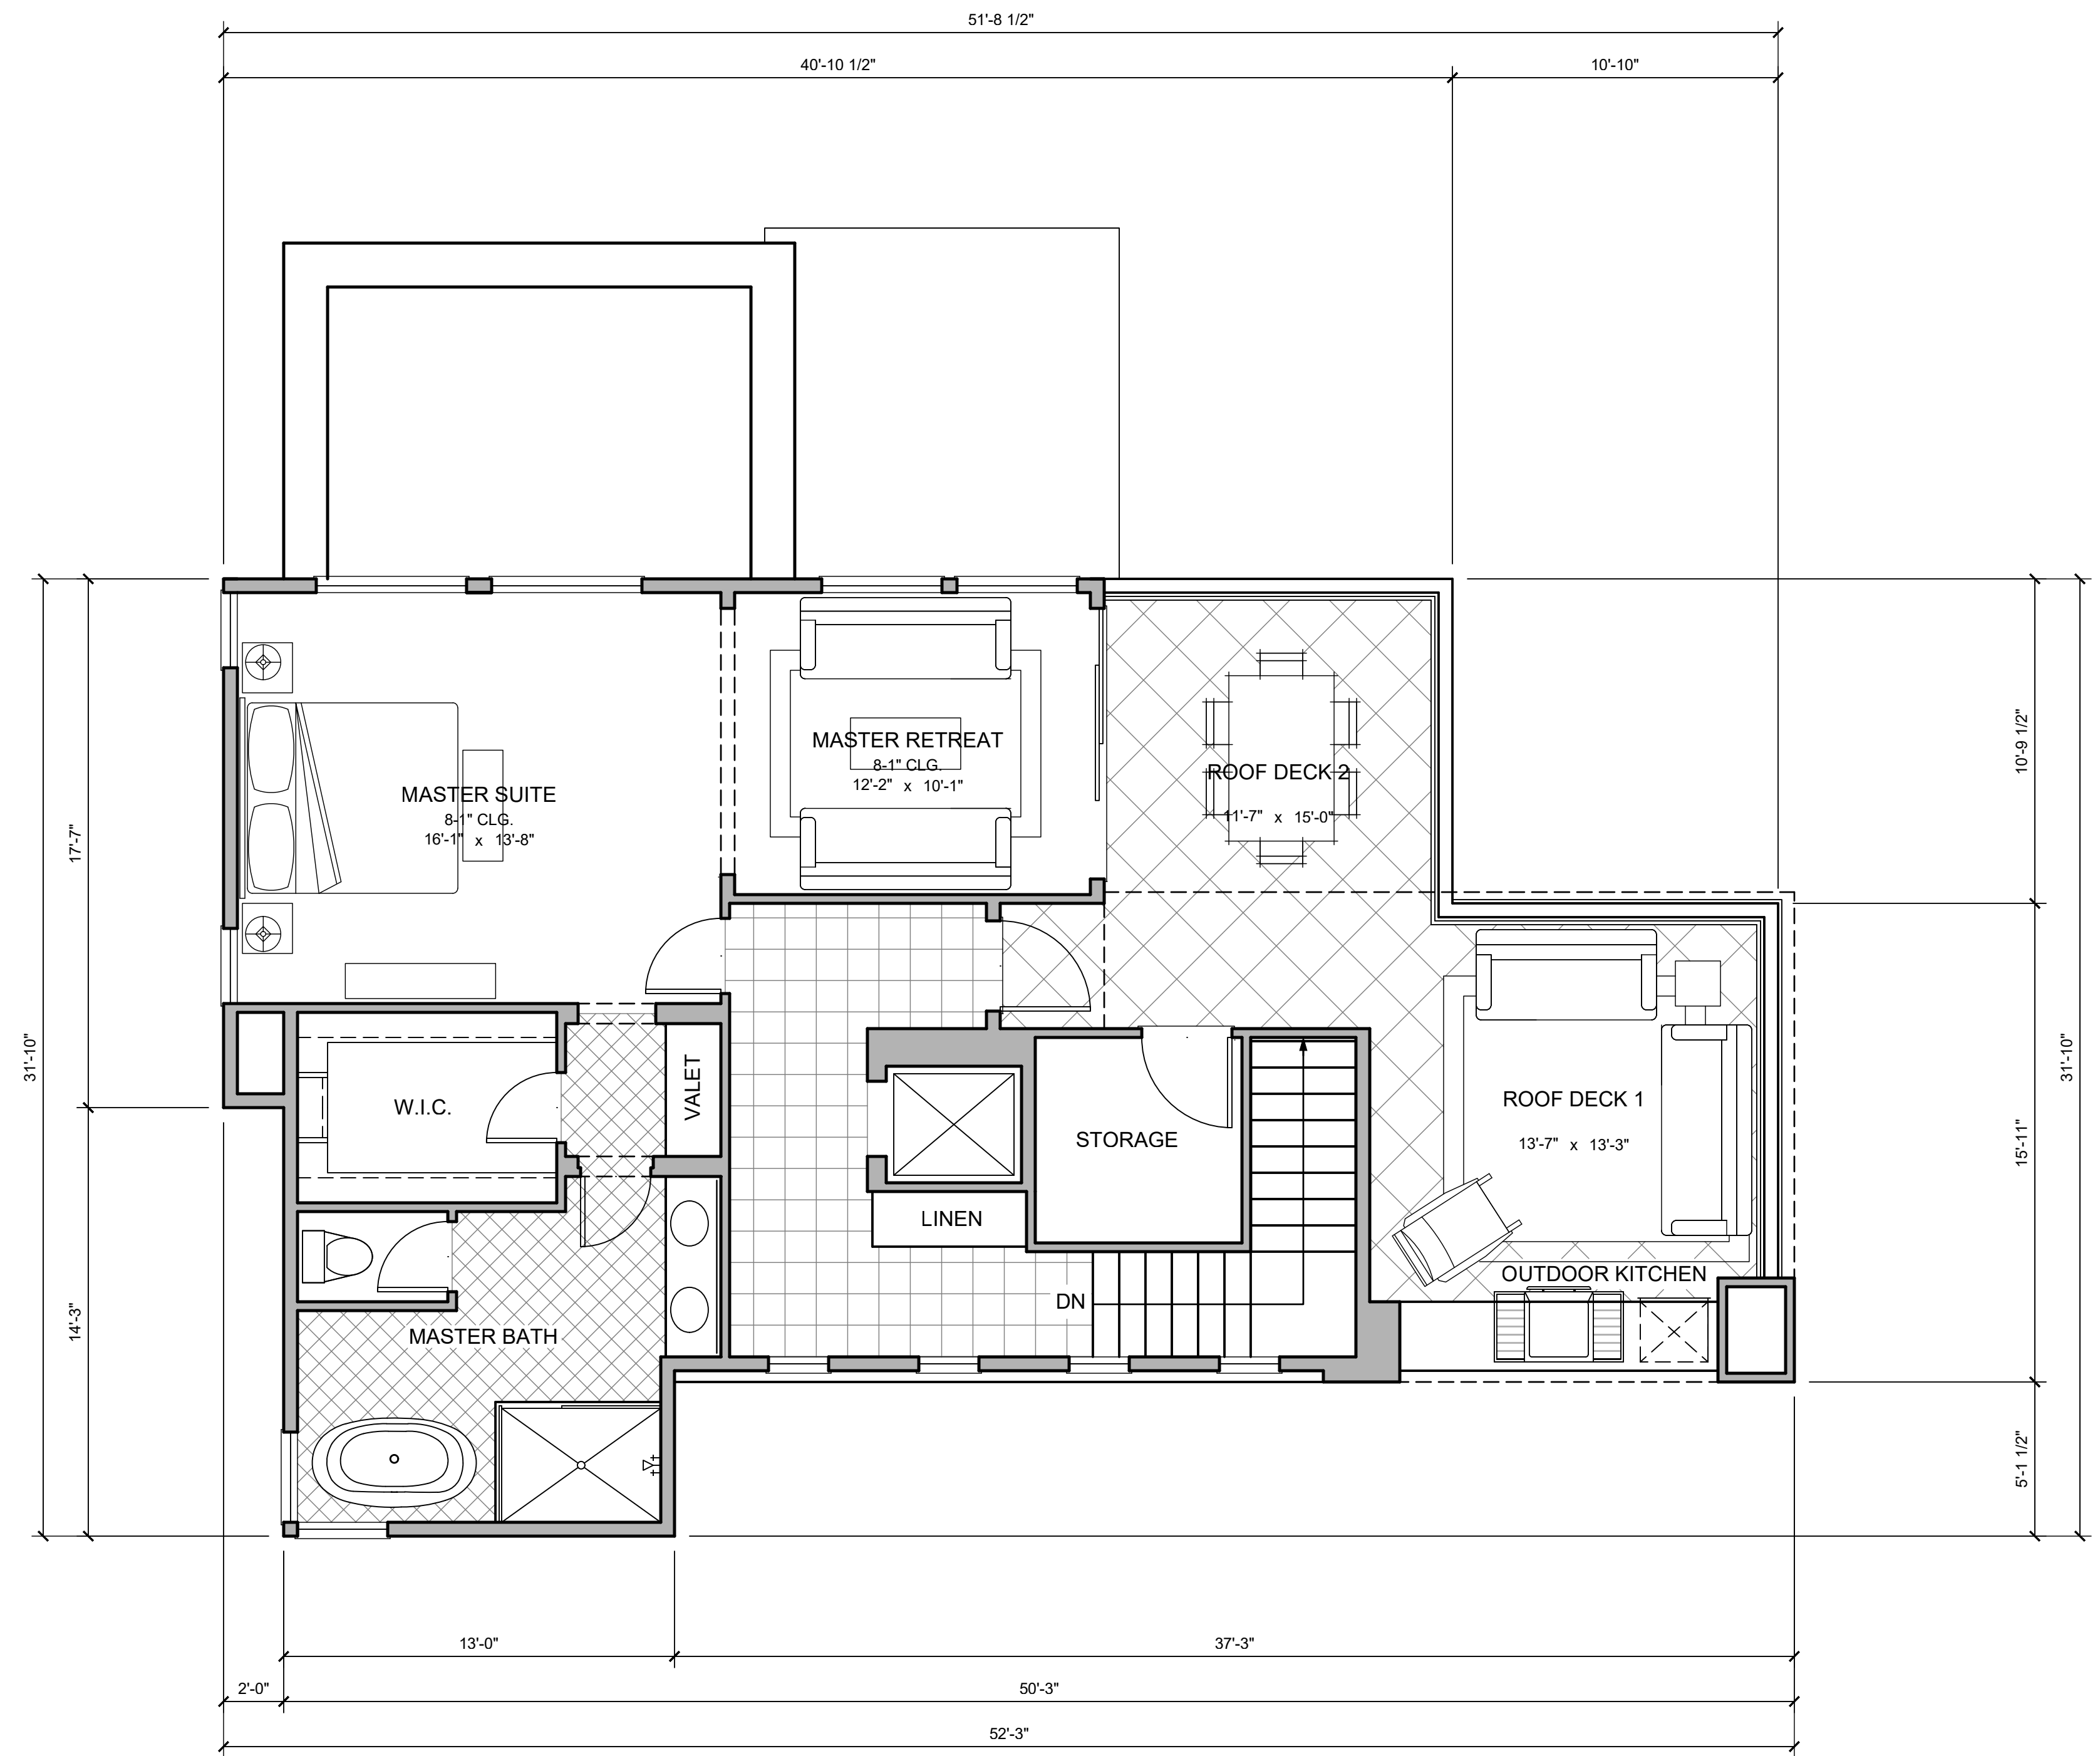 51'-8 1/2"
40'-10 1/2"
10'-10"
MASTER SUITE
8-1" CLG.
16'-1" x 13'-8"
MASTER RETREAT
8-1" CLG.
12'-2" x 10'-1"
ROOF DECK 2
11'-7" x 15'-0"
10'-9 1/2"
17'-7"
31'-10"
W.I.C.
VALET
STORAGE
LINEN
ROOF DECK 1
13'-7" x 13'-3"
15'-11"
31'-10"
OUTDOOR KITCHEN
DN
MASTER BATH
14'-3"
5'-1 1/2"
13'-0"
37'-3"
2'-0"
50'-3"
52'-3"